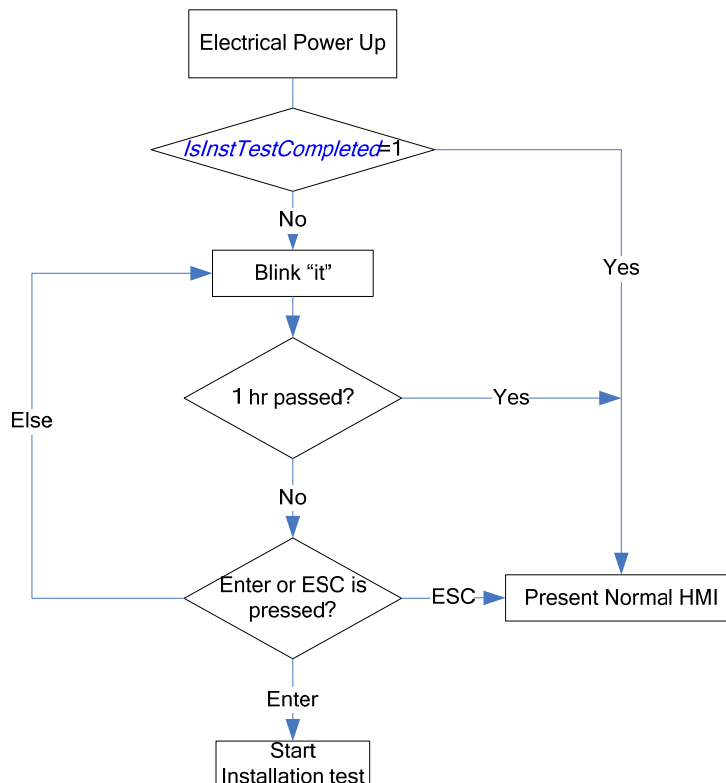 Electrical Power Up
IsInstTestCompleted=1
No
Blink “it”
Yes
1 hr passed?
Yes
Else
No
Enter or ESC is
pressed?
ESC
Present Normal HMI
Enter
Start
Installation test